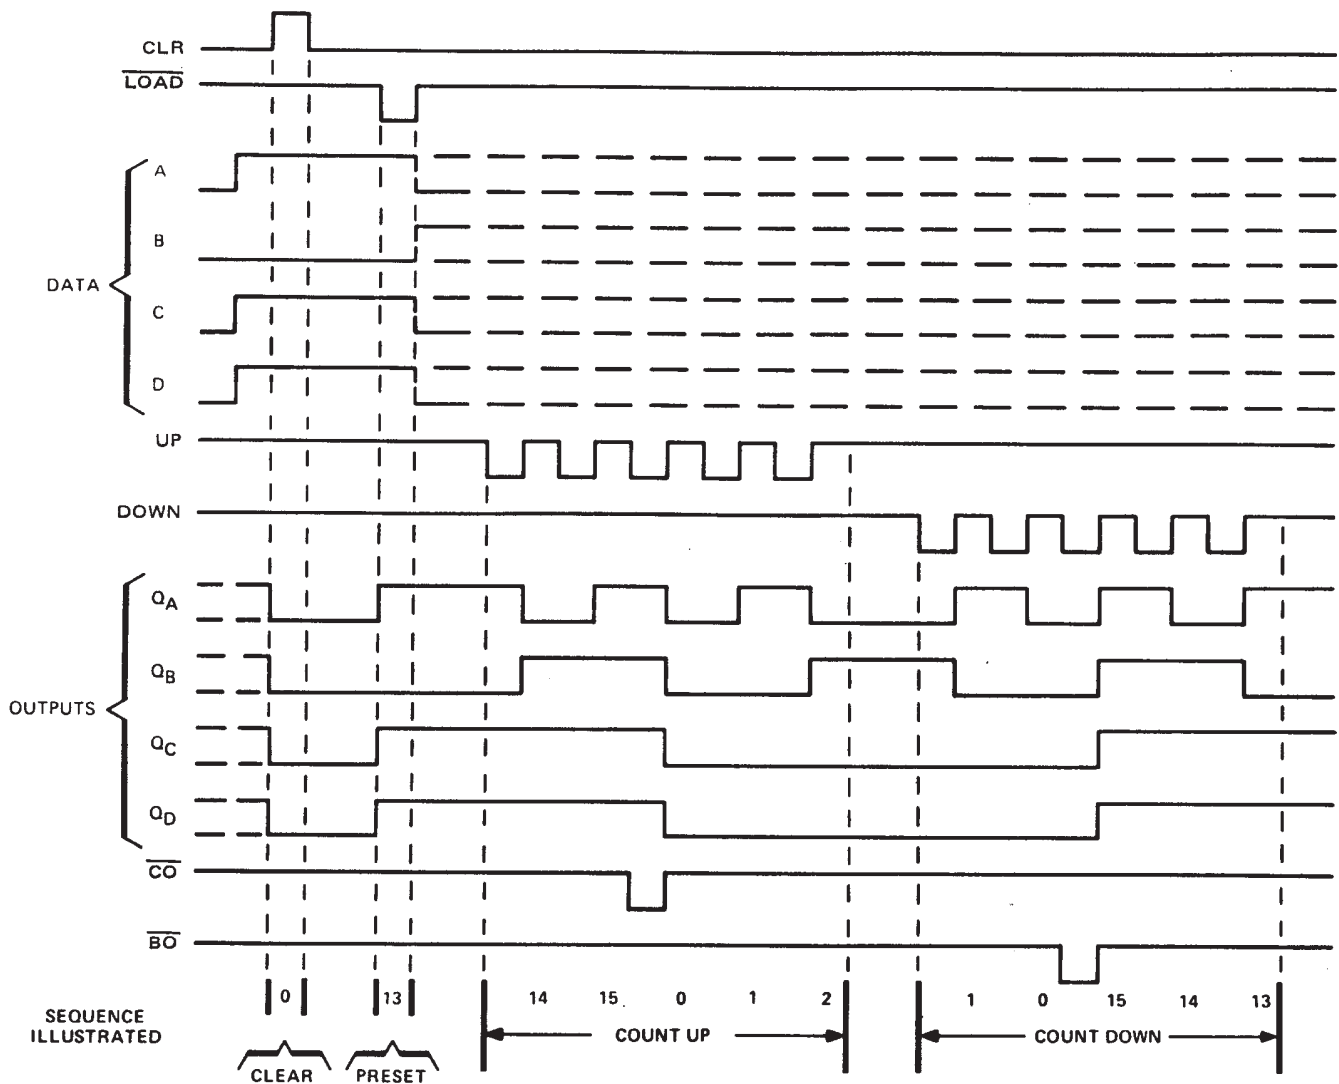 CLR
LOAD
A
B
DATA
C
D
UP
DOWN
QA
QB
OUTPUTS
QC
QD
CO
BO
SEQUENCE
ILLUSTRATED
0 13 14 15 0 1 2 1 0 15 14 13
COUNT UP COUNT DOWN
CLEAR PRESET